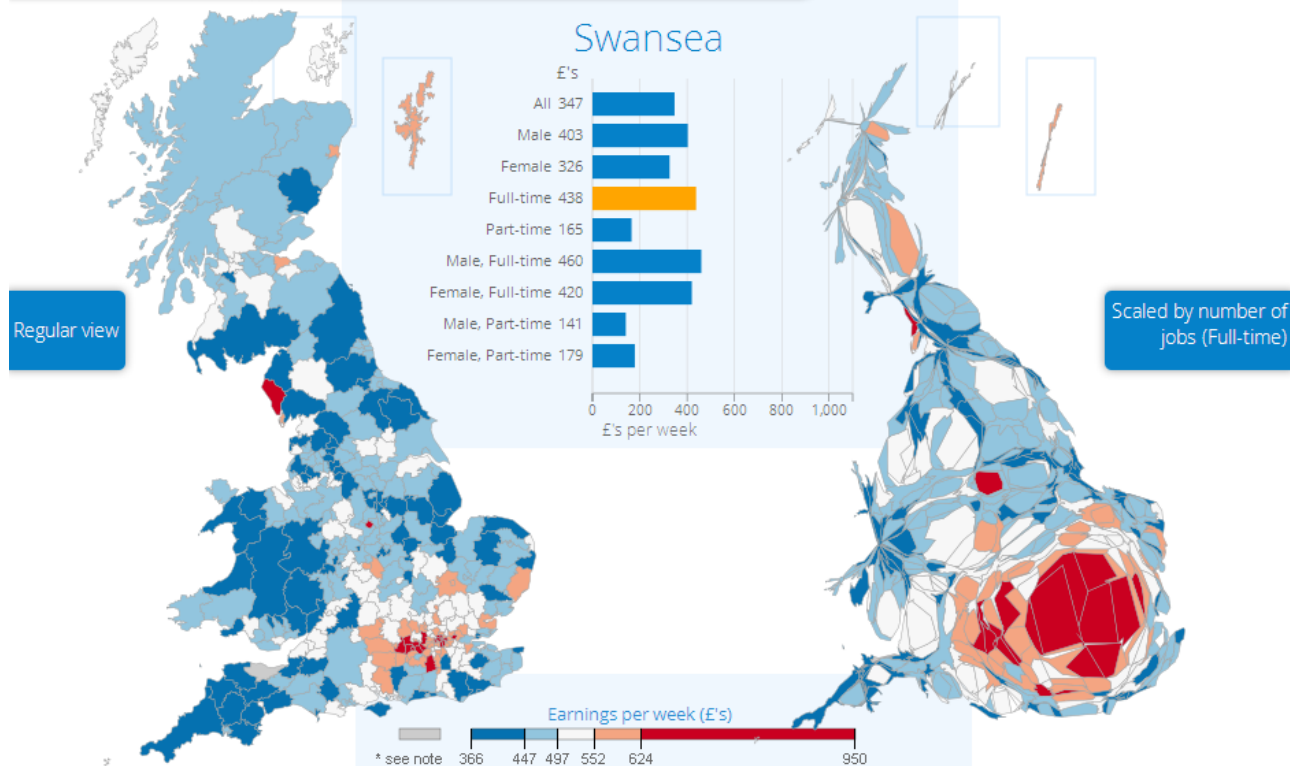 Swansea
£'s
All 347
Male 403
Female 326
Full-time 438
Part-time 165
Male, Full-time 460
Female, Full-time 420
Male, Part-time 141
Female, Part-time 179
0 200 400 600 800 1,000
£'s per week
Regular view
Scaled by number of
jobs (Full-time)
Earnings per week (£'s)
* see note 366 447 497 552 624 950